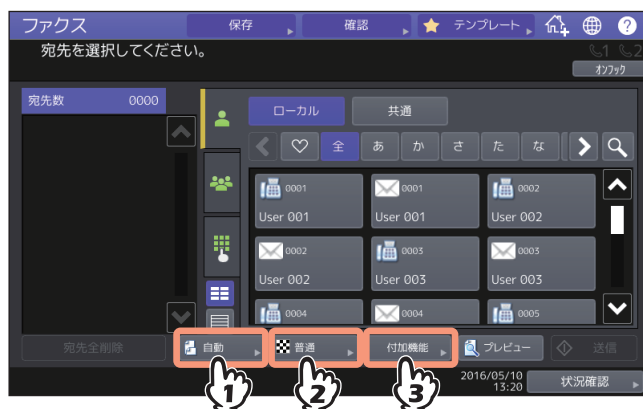 ファクス 保存 確認 テンプレート ?
宛先を選択してください。 1 2
オンフック
宛先数 0000
ローカル 共通
全 あ か さ た な
0001 0001 0002
User 001 User 001 User 002
0002 0003 0003
User 002 User 003 User 003
0004 0004 0005
宛先全削除 自動 普通 付加機能 プレビュー 送信
1 2 3
2016/05/10
13:20 状況確認